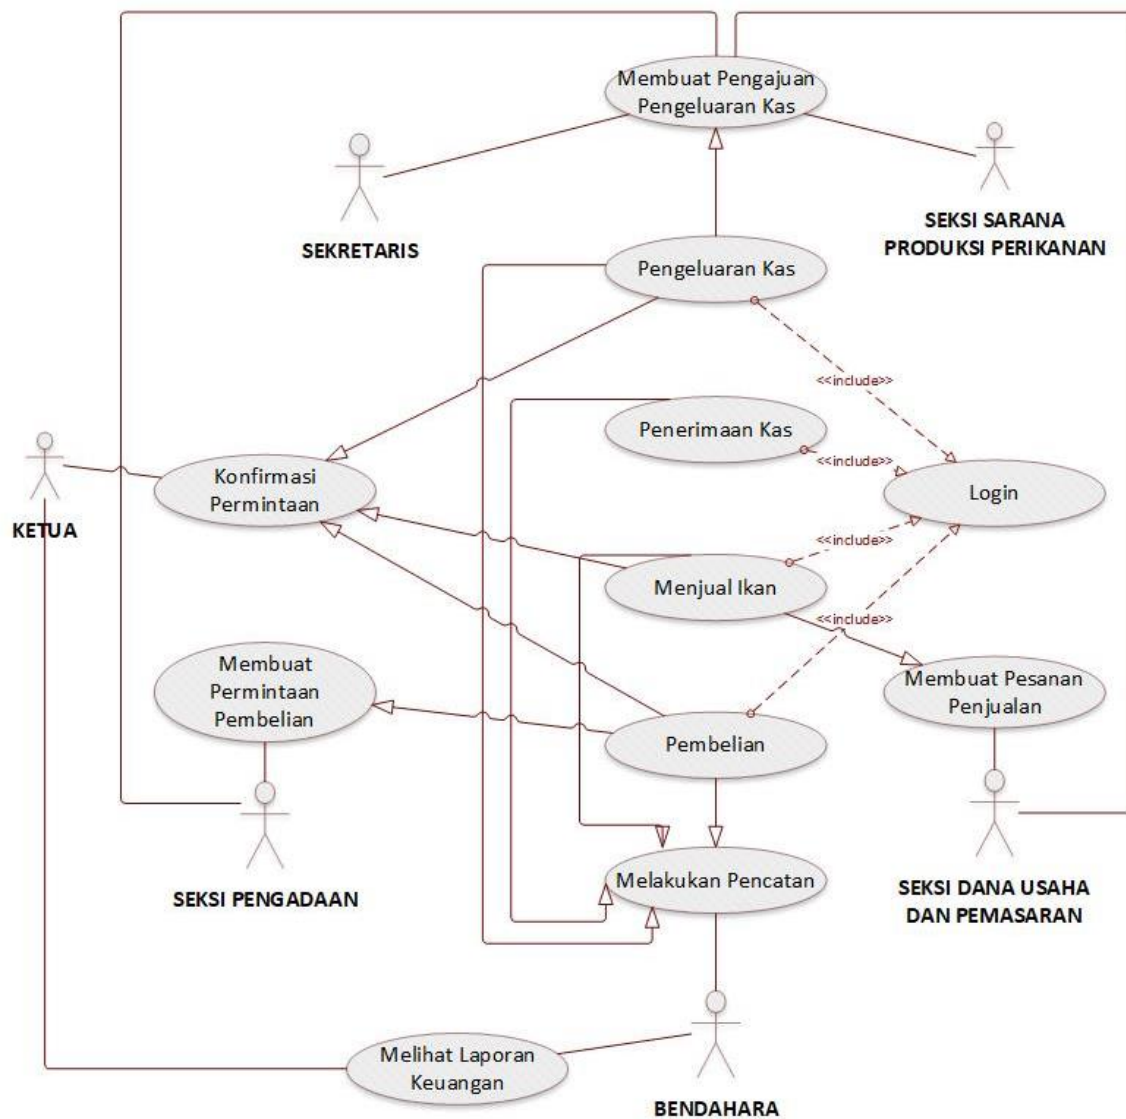 Membuat Pengajuan
Pengeluaran Kas
SEKRETARIS
SEKSI SARANA
PRODUKSI PERIKANAN
Pengeluaran Kas
<<include>>
Penerimaan Kas
<<include>>
Konfirmasi
Permintaan
Login
KETUA
<<include>>
Menjual Ikan
<<include>>
Membuat
Permintaan
Pembelian
Membuat Pesanan
Penjualan
Pembelian
SEKSI PENGADAAN
Melakukan Pencatan
SEKSI DANA USAHA
DAN PEMASARAN
Melihat Laporan
Keuangan
BENDAHARA